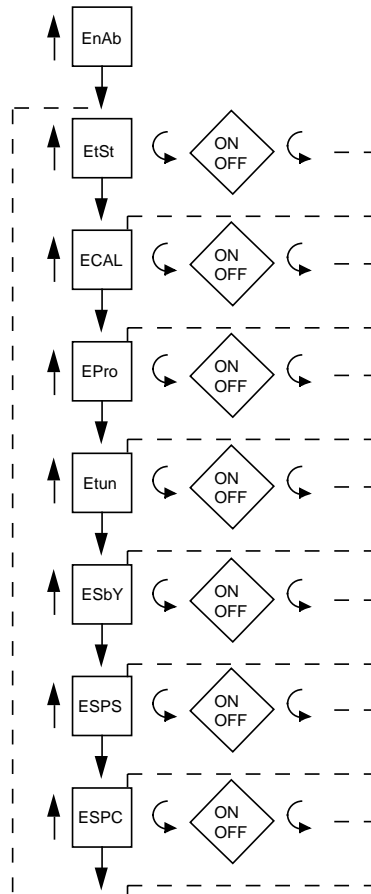 EnAb
EtSt
ON
OFF
ECAL
ON
OFF
EPro
ON
OFF
Etun
ON
OFF
ESbY
ON
OFF
ESPS
ON
OFF
ESPC
ON
OFF